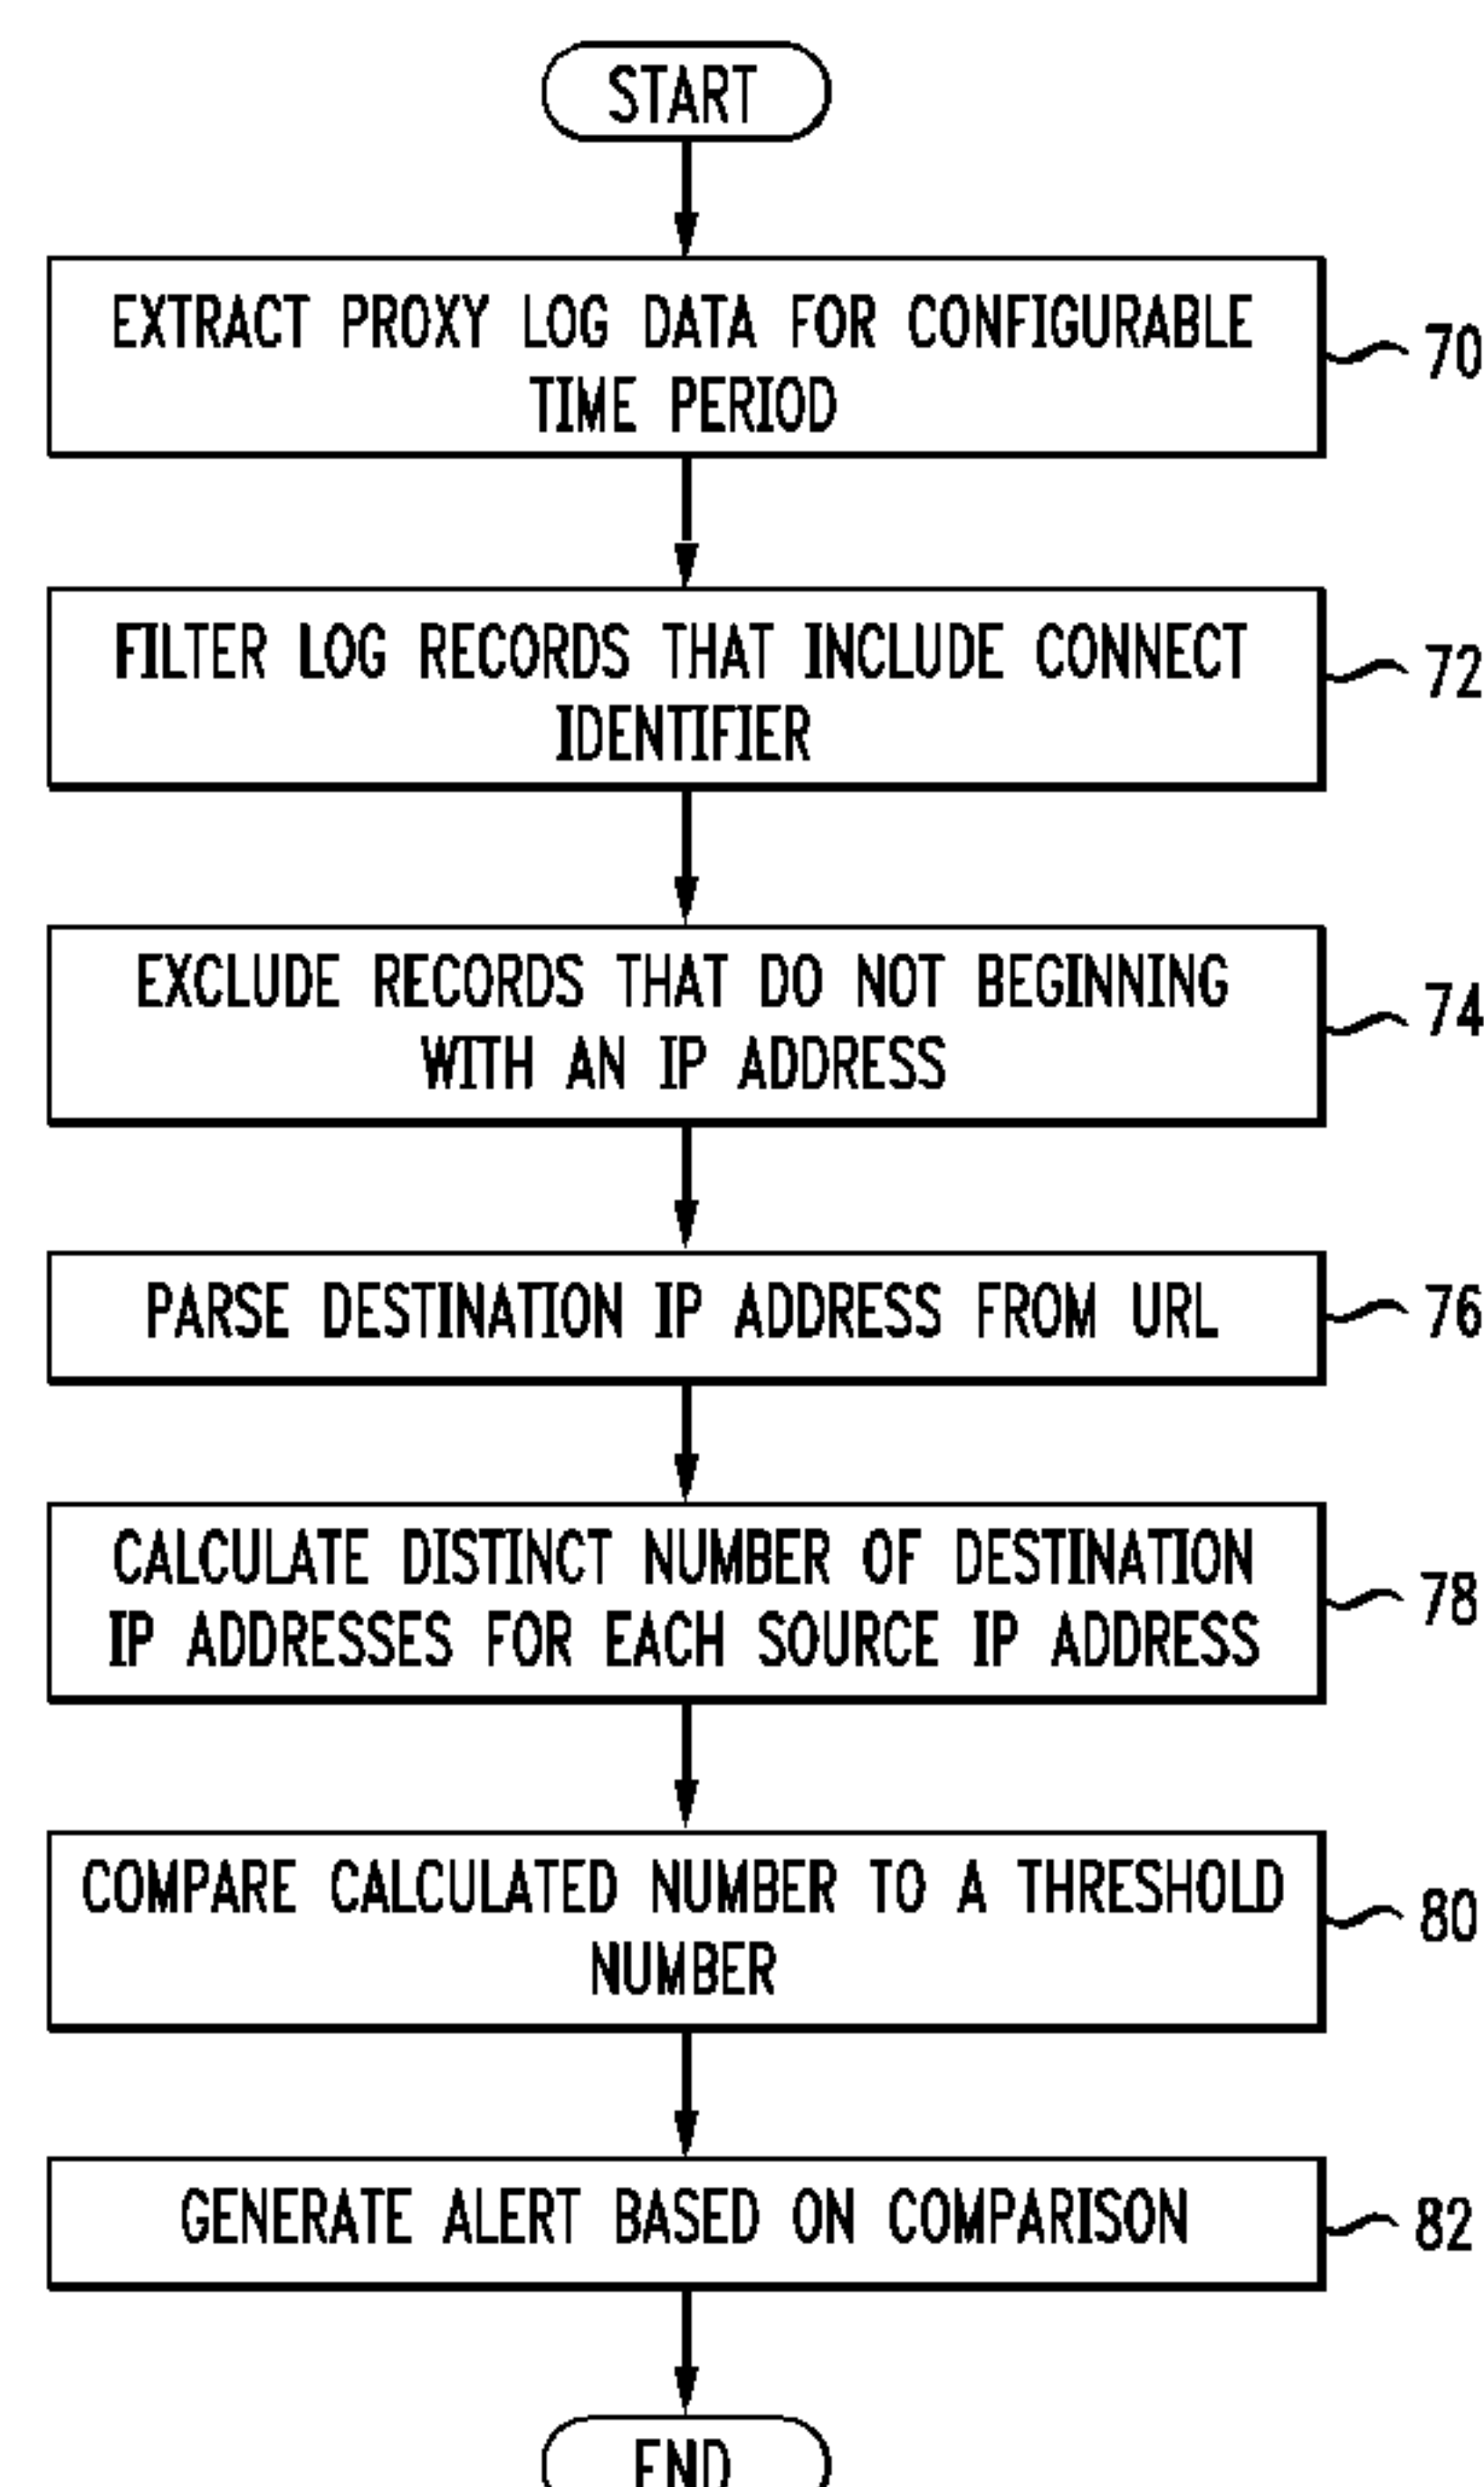 START
EXTRACT PROXY LOG DATA FOR CONFIGURABLE
TIME PERIOD
70
FILTER LOG RECORDS THAT INCLUDE CONNECT
IDENTIFIER
72
EXCLUDE RECORDS THAT DO NOT BEGINNING
WITH AN IP ADDRESS
74
PARSE DESTINATION IP ADDRESS FROM URL
76
CALCULATE DISTINCT NUMBER OF DESTINATION
IP ADDRESSES FOR EACH SOURCE IP ADDRESS
78
COMPARE CALCULATED NUMBER TO A THRESHOLD
NUMBER
80
GENERATE ALERT BASED ON COMPARISON
82
END